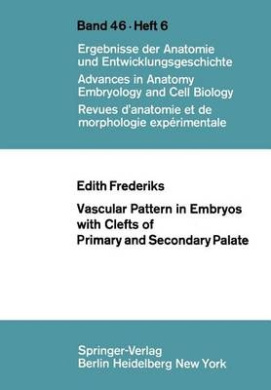 Band 46 · Heft 6
Ergebnisse der Anatomie
und Entwicklungsgeschichte
Advances in Anatomy
Embryology and Cell Biology
Revues d'anatomie et de
morphologie expérimentale
Edith Frederiks
Vascular Pattern in Embryos
with Clefts of
Primary and Secondary Palate
Springer-Verlag
Berlin Heidelberg New York